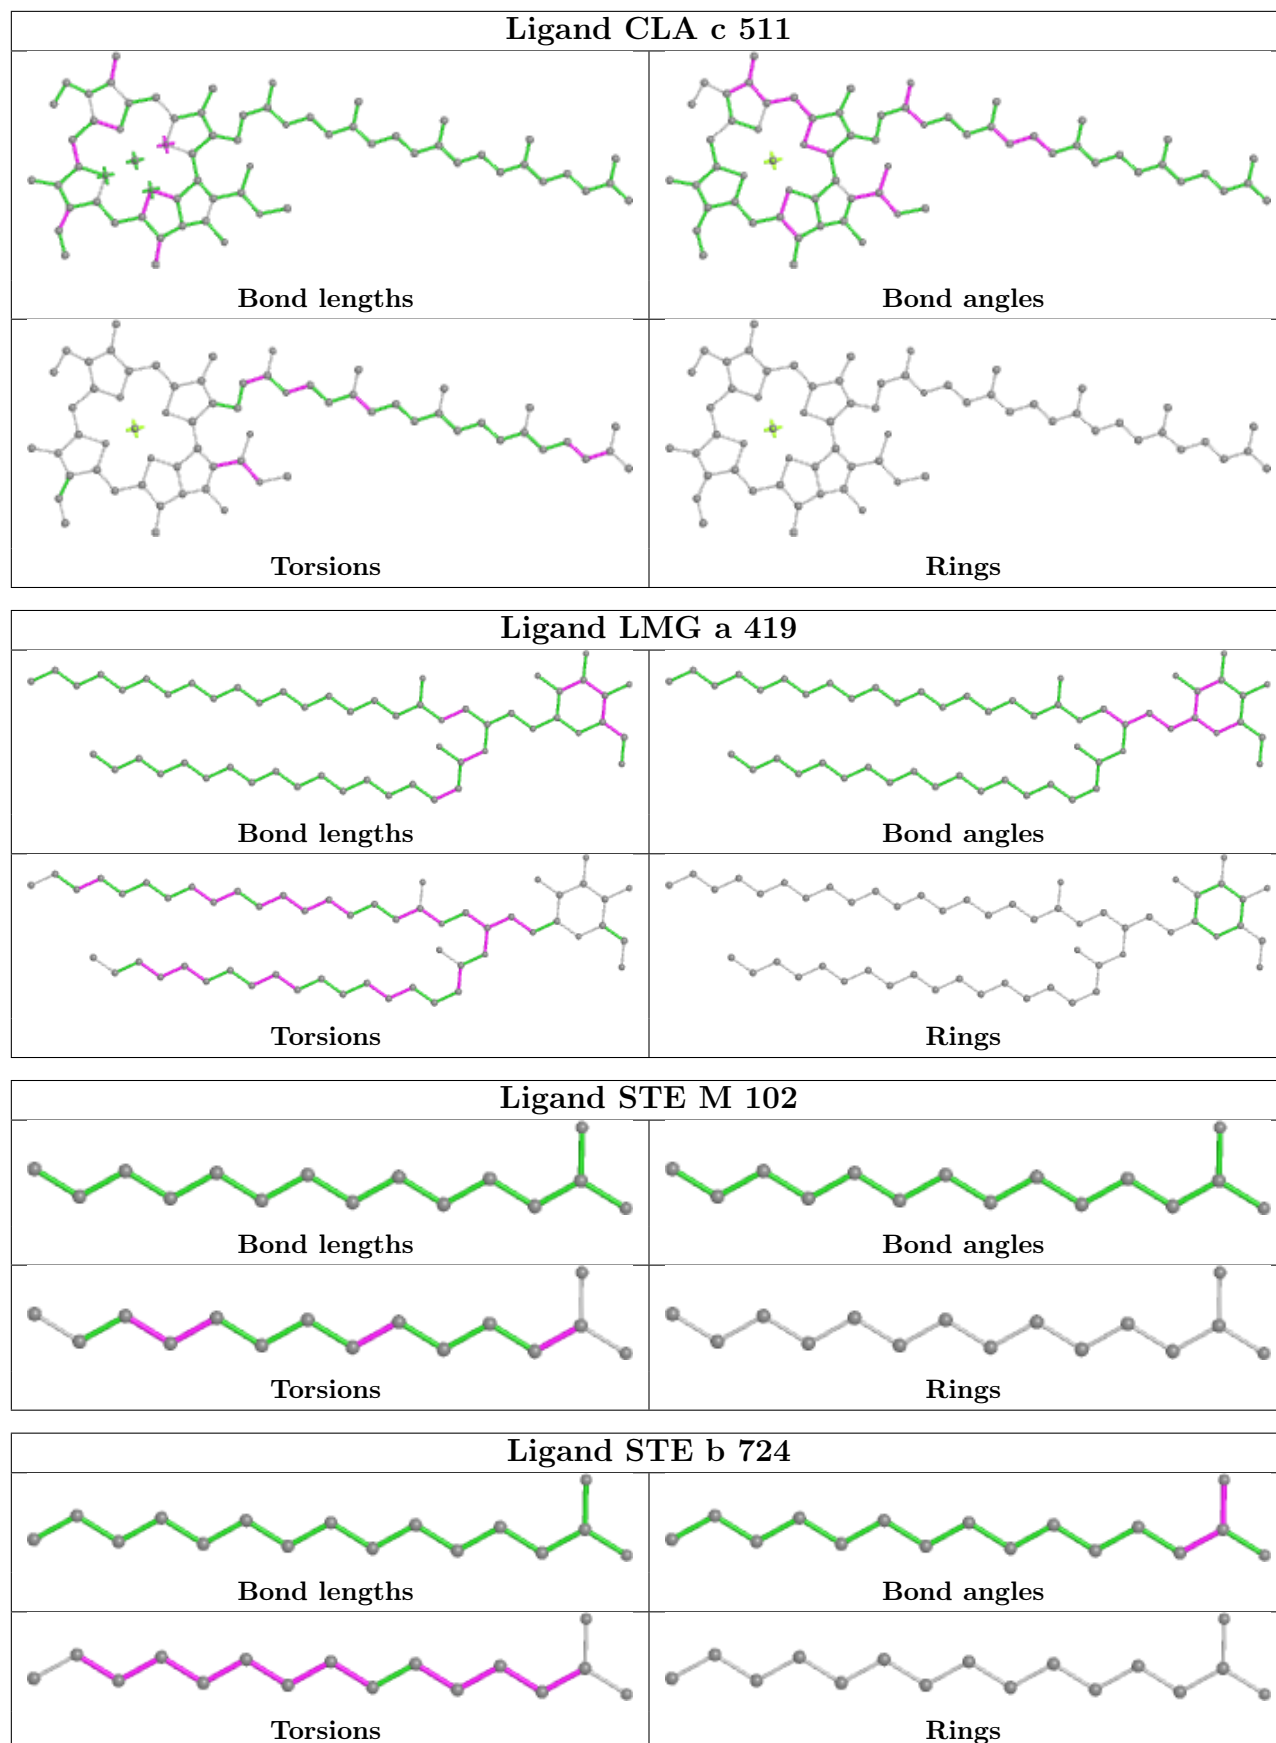 Ligand CLA c 511
Bond lengths
Bond angles
Torsions
Rings
Ligand LMG a 419
Bond lengths
Bond angles
Torsions
Rings
Ligand STE M 102
Bond lengths
Bond angles
Torsions
Rings
Ligand STE b 724
Bond lengths
Bond angles
Torsions
Rings